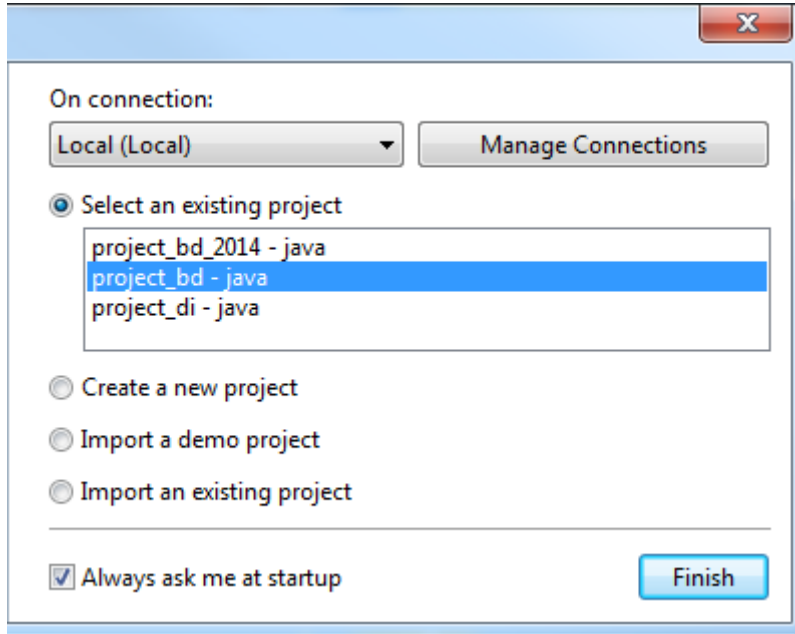 On connection:
Local (Local) Manage Connections
Select an existing project
project_bd_2014 - java
project_bd - java
project_di - java
Create a new project
Import a demo project
Import an existing project
Always ask me at startup Finish